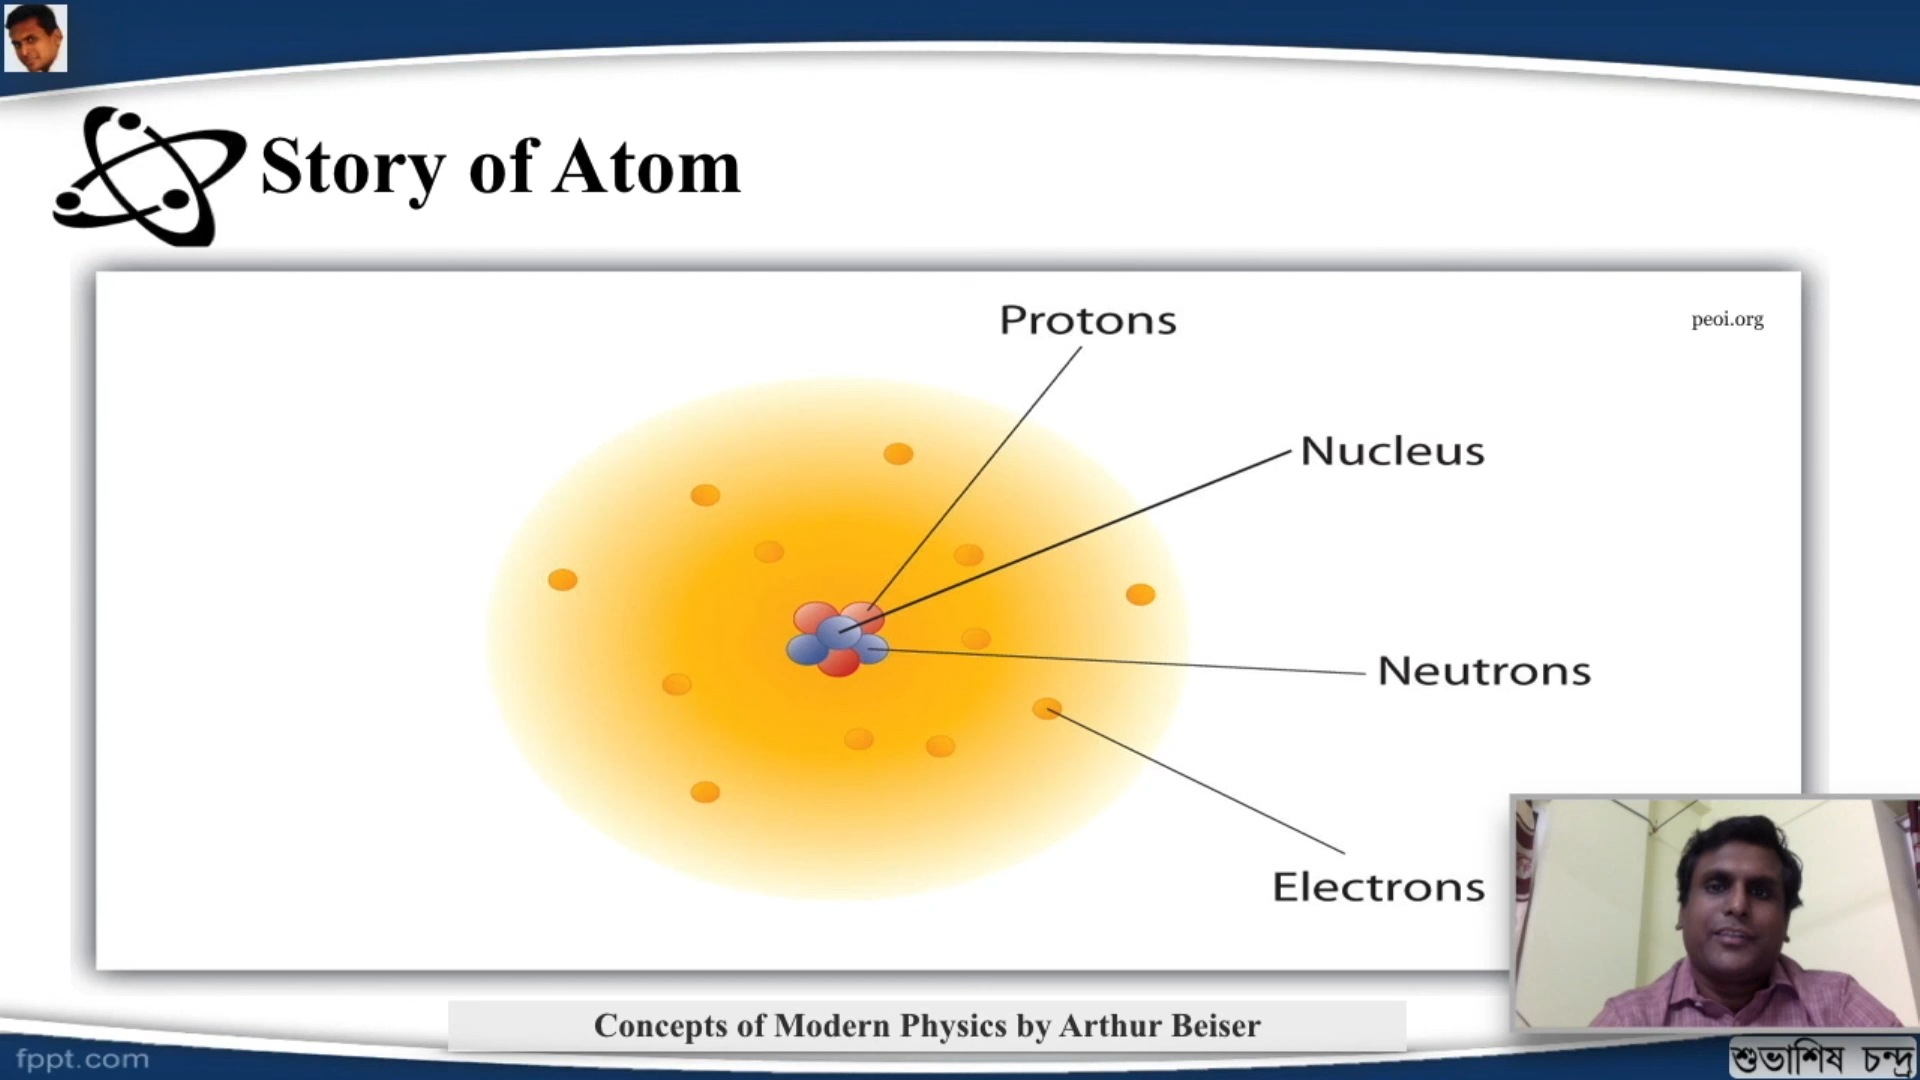 Story of Atom
Protons
peoi.org
Nucleus
Neutrons
Electrons
Concepts of Modern Physics by Arthur Beiser
fppt.com
শুভাশিষ চন্দ্র